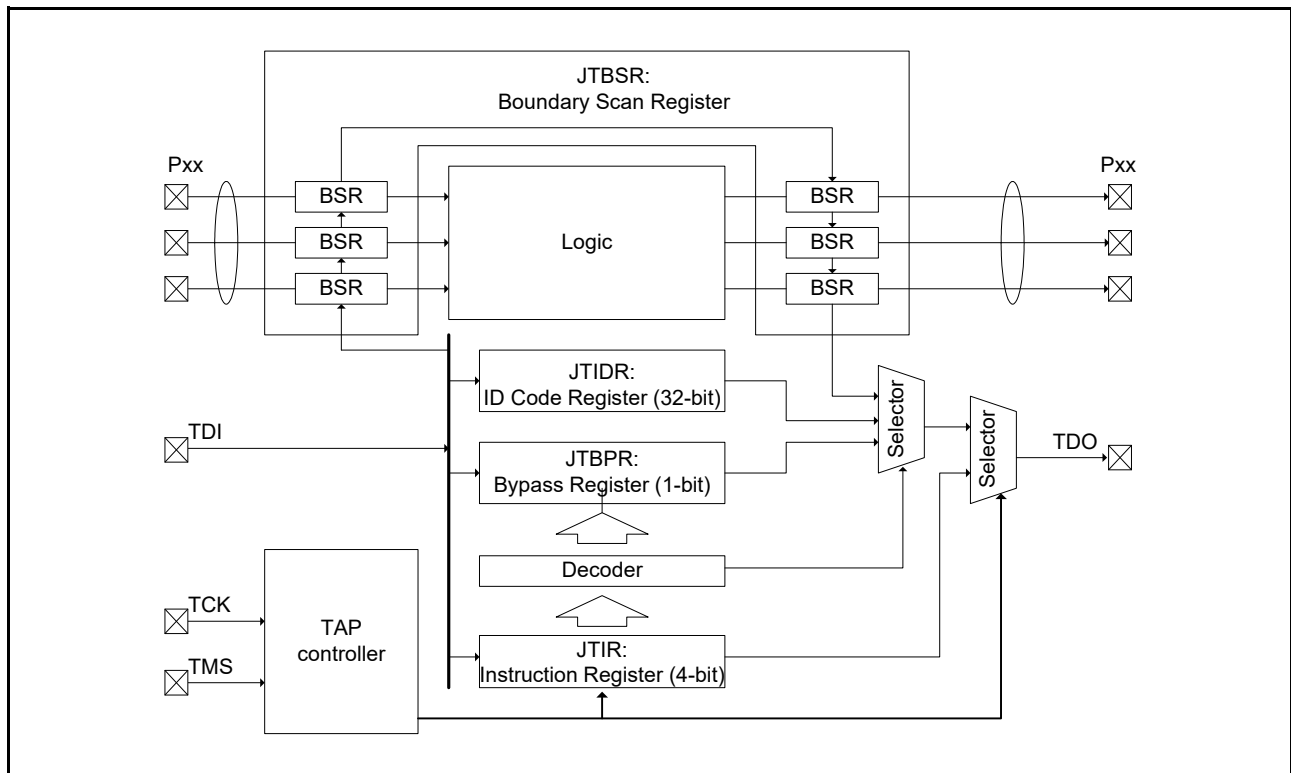 JTBSR:
Boundary Scan Register
Pxx
Pxx
BSR
BSR
BSR
BSR
BSR
BSR
Logic
JTIDR:
ID Code Register (32-bit)
Selector
Selector
TDI
TDO
JTBPR:
Bypass Register (1-bit)
Decoder
TCK
TAP
controller
TMS
JTIR:
Instruction Register (4-bit)